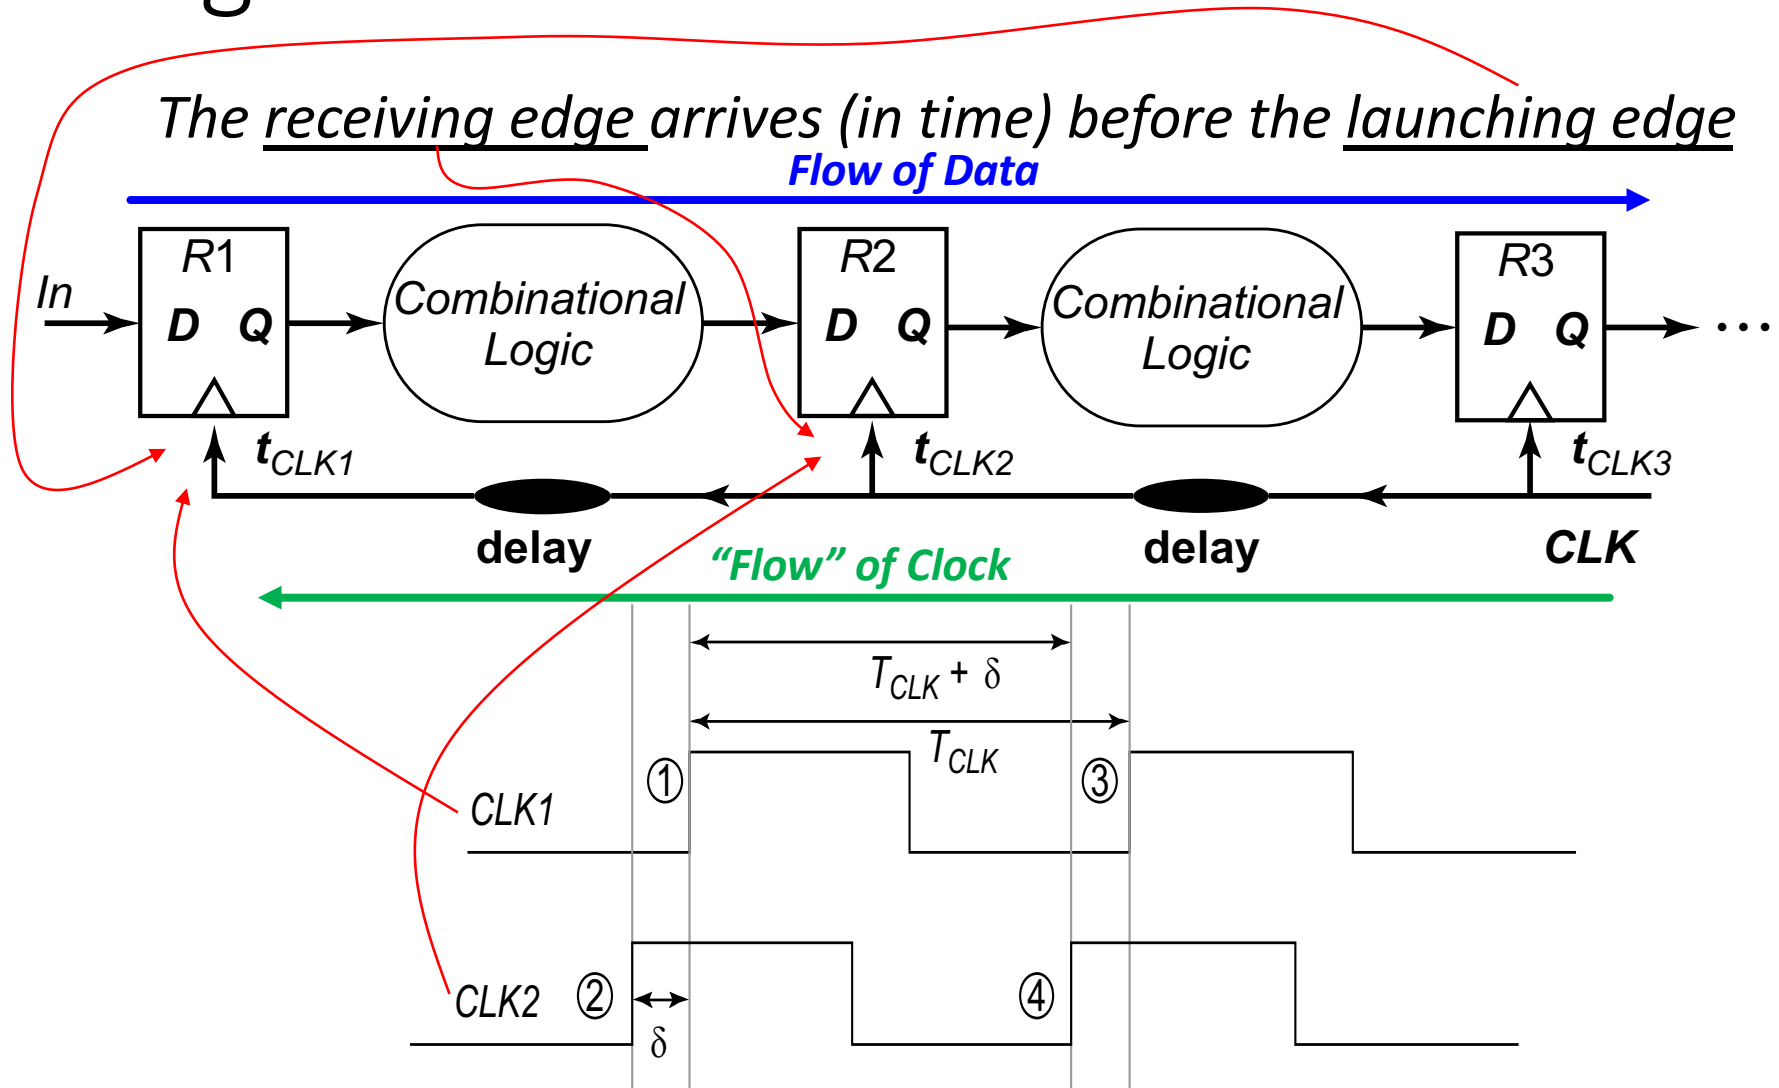 The receiving edge arrives (in time) before the launching edge
Flow of Data
In
R1
D Q
Combinational
Logic
R2
D Q
Combinational
Logic
R3
D Q
...
tCLK1
tCLK2
tCLK3
delay
delay
CLK
“Flow” of Clock
TCLK + δ
TCLK
① ③
CLK1
CLK2
② ④
δ